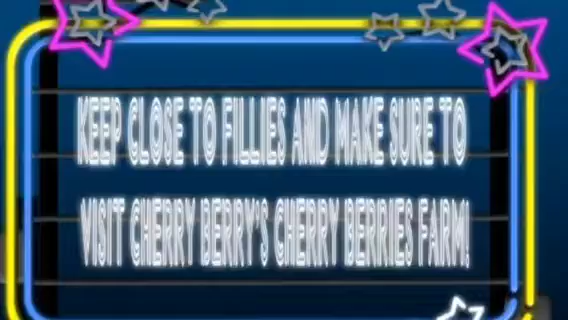 KEEP CLOSE TO FILLIES AND MAKE SURE TO
VISIT CHERRY BERRY'S CHERRY BERRIES FARM!